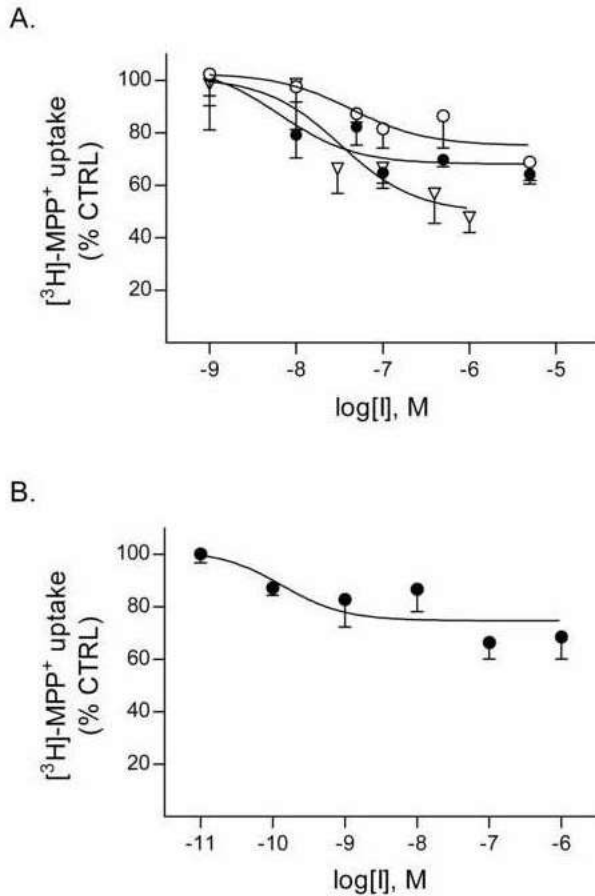 A.
[³H]-MPP⁺ uptake
(% CTRL)
100
80
60
40
20
-9 -8 -7 -6 -5
log[I], M
B.
[³H]-MPP⁺ uptake
(% CTRL)
100
80
60
40
20
-11 -10 -9 -8 -7 -6
log[I], M